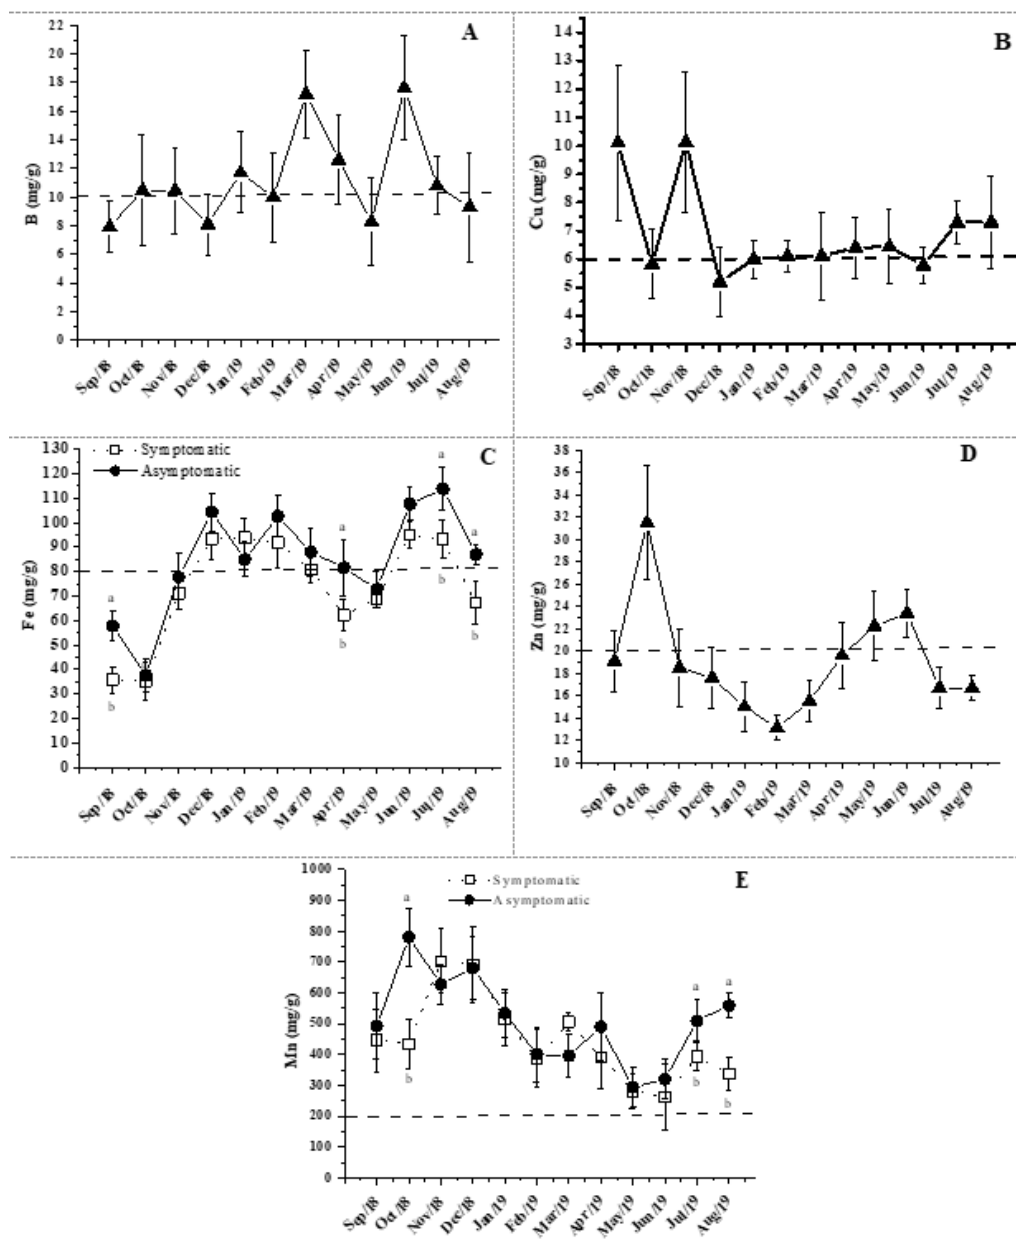 A
B (mg/g)
22
20
18
16
14
12
10
8
6
4
2
0
Sep/18
Oct/18
Nov/18
Dec/18
Jan/19
Feb/19
Mar/19
Apr/19
May/19
Jun/19
Jul/19
Aug/19
B
Cu (mg/g)
14
13
12
11
10
9
8
7
6
5
4
3
Sep/18
Oct/18
Nov/18
Dec/18
Jan/19
Feb/19
Mar/19
Apr/19
May/19
Jun/19
Jul/19
Aug/19
C
Symptomatic
Asymptomatic
Fe (mg/g)
130
120
110
100
90
80
70
60
50
40
30
20
10
0
a
b
a
b
a
b
a
b
Sep/18
Oct/18
Nov/18
Dec/18
Jan/19
Feb/19
Mar/19
Apr/19
May/19
Jun/19
Jul/19
Aug/19
D
Zn (mg/g)
38
36
34
32
30
28
26
24
22
20
18
16
14
12
10
Sep/18
Oct/18
Nov/18
Dec/18
Jan/19
Feb/19
Mar/19
Apr/19
May/19
Jun/19
Jul/19
Aug/19
E
Symptomatic
Asymptomatic
Mn (mg/g)
1000
900
800
700
600
500
400
300
200
100
0
a
b
a
b
a
b
Sep/18
Oct/18
Nov/18
Dec/18
Jan/19
Feb/19
Mar/19
Apr/19
May/19
Jun/19
Jul/19
Aug/19